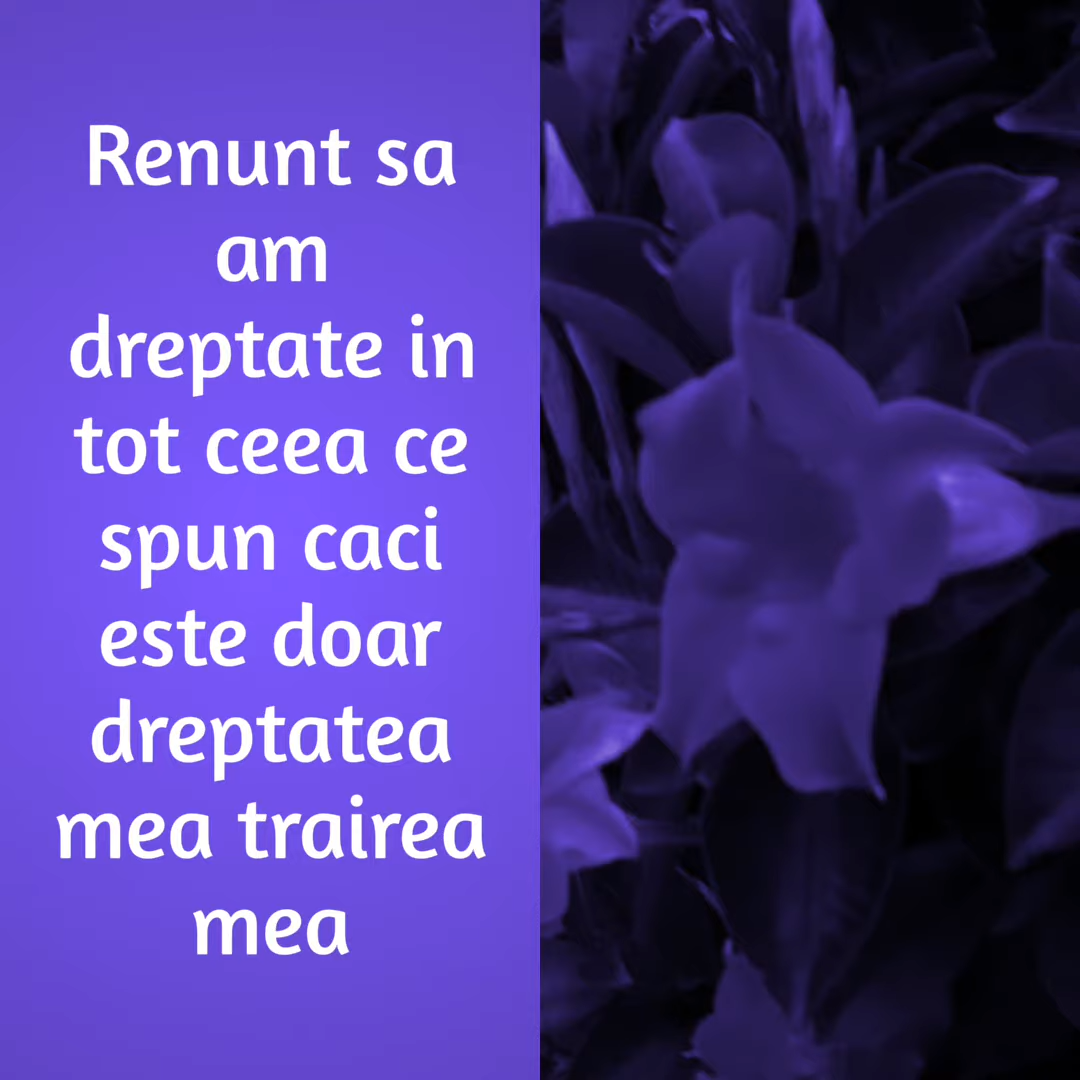 Renunt sa
am
dreptate in
tot ceea ce
spun caci
este doar
dreptatea
mea trairea
mea